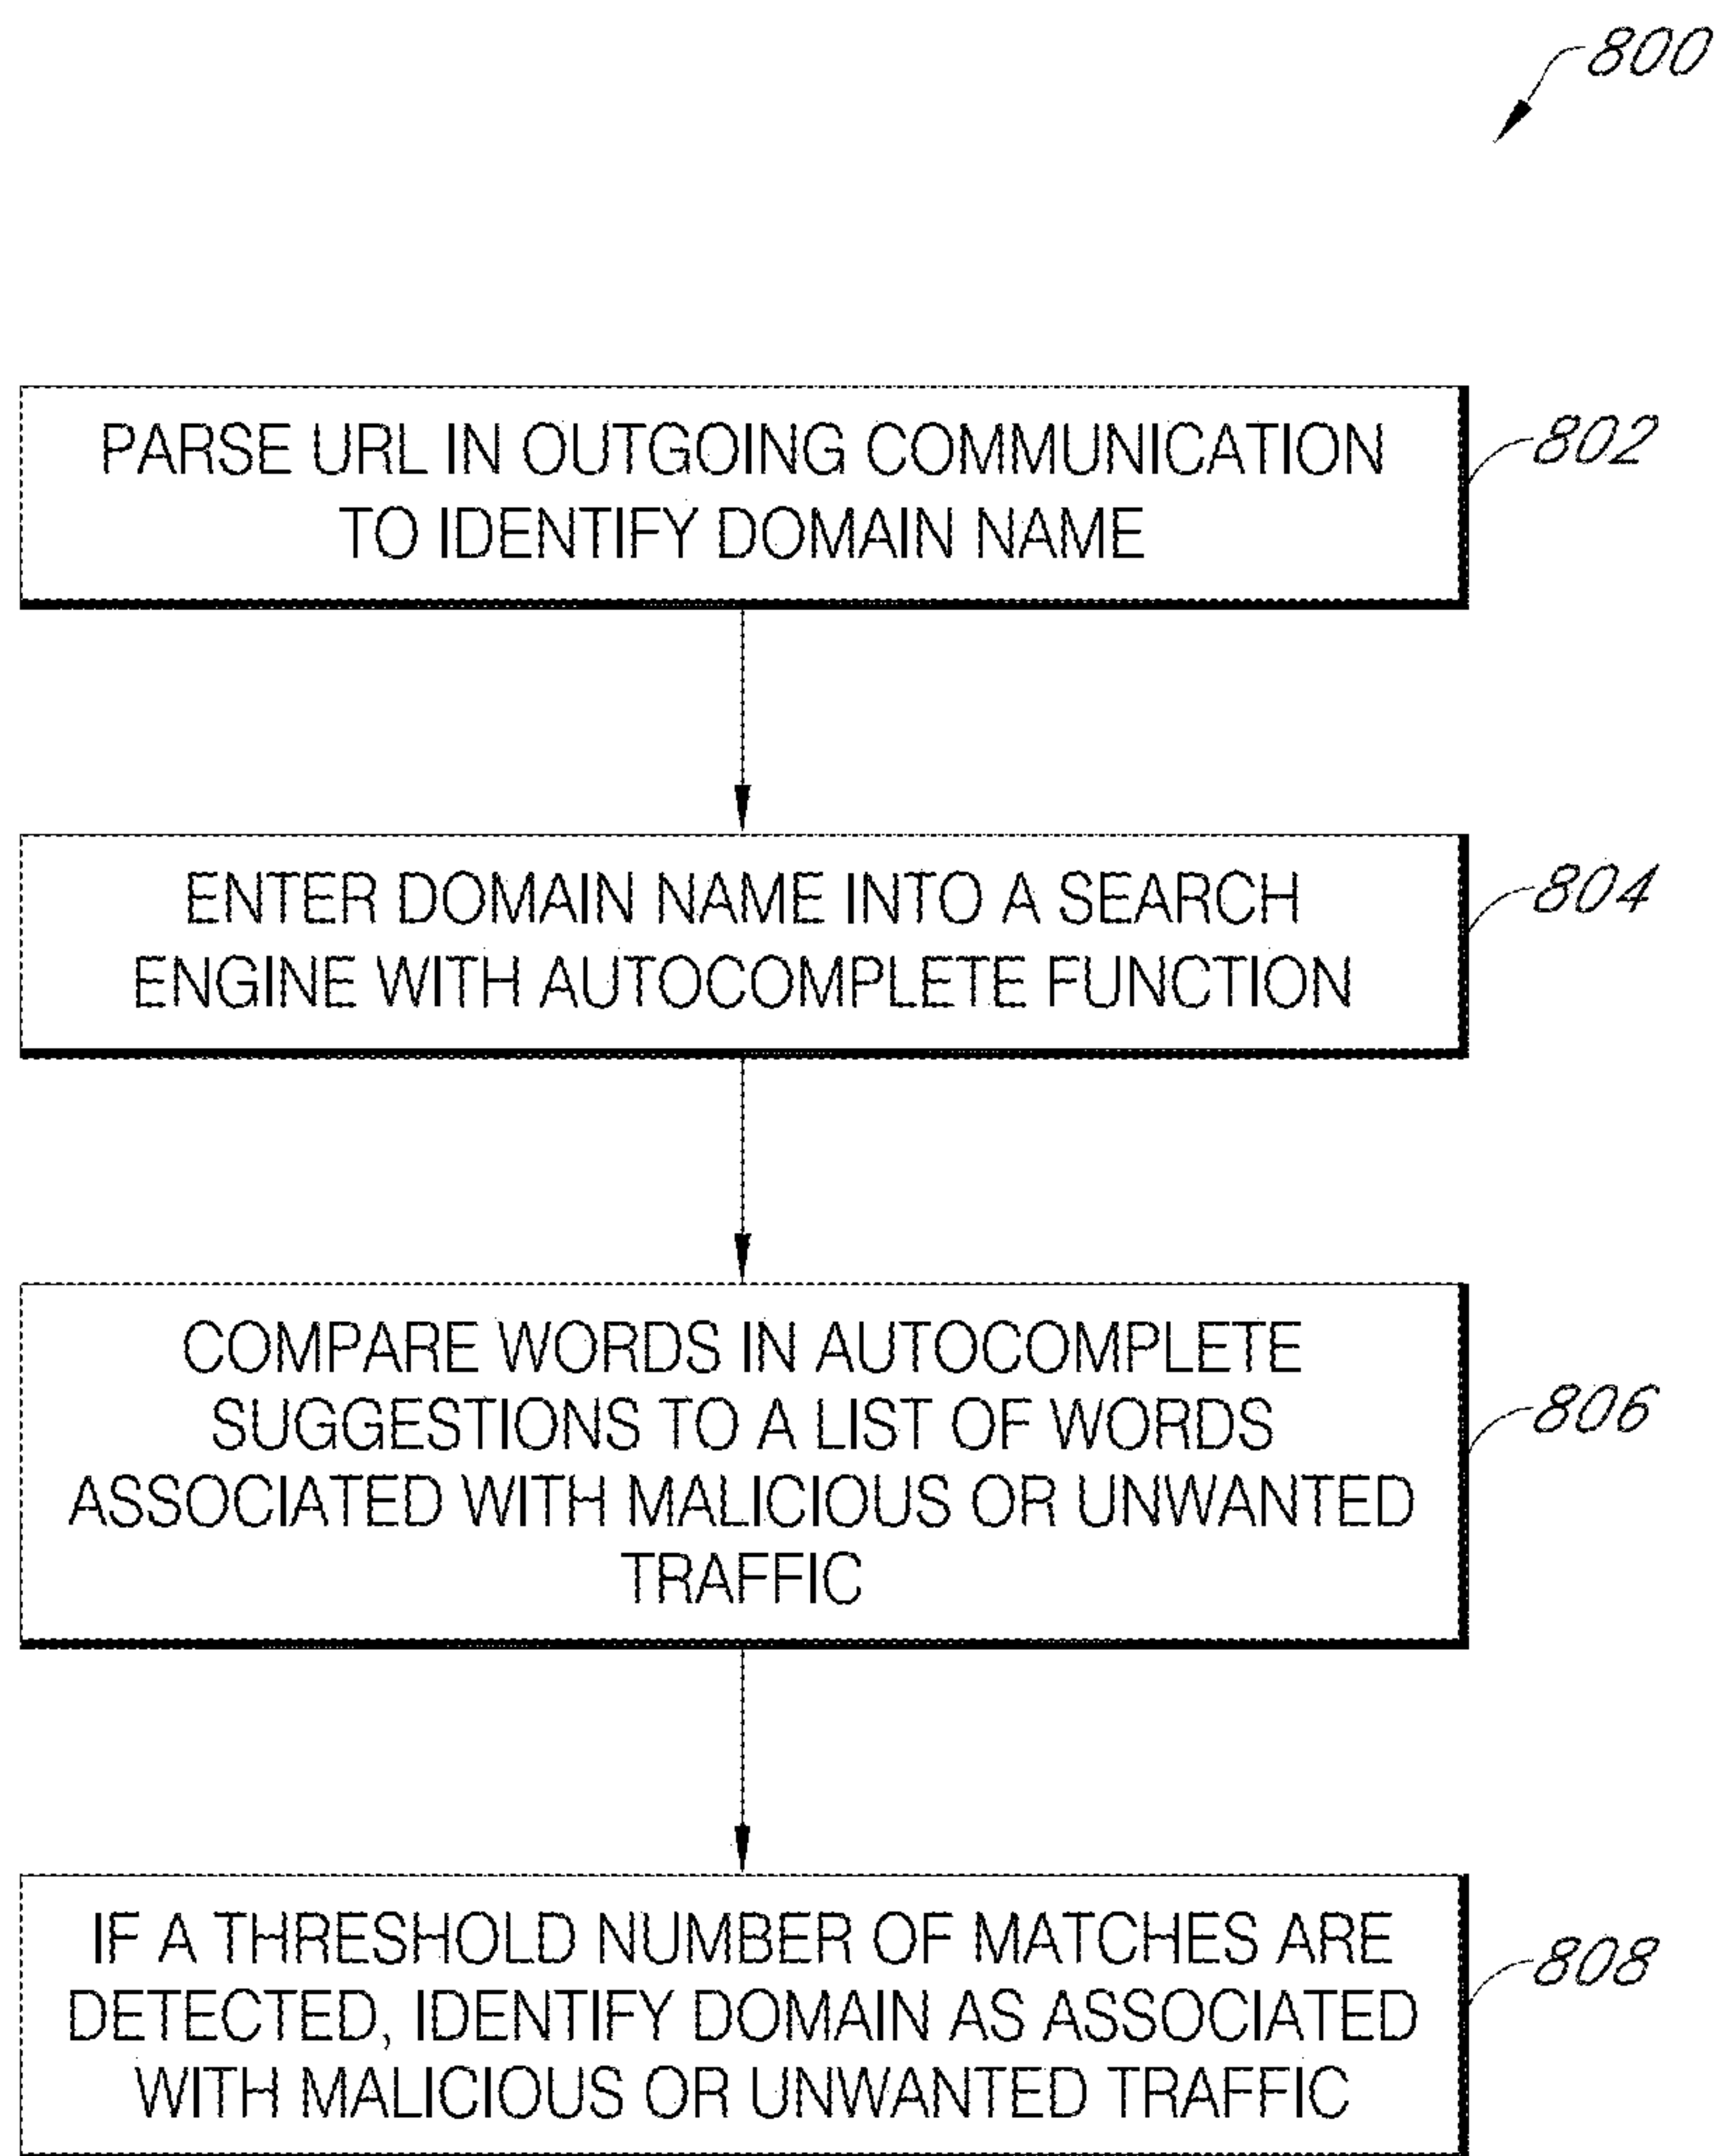 800
PARSE URL IN OUTGOING COMMUNICATION
TO IDENTIFY DOMAIN NAME
802
ENTER DOMAIN NAME INTO A SEARCH
ENGINE WITH AUTOCOMPLETE FUNCTION
804
COMPARE WORDS IN AUTOCOMPLETE
SUGGESTIONS TO A LIST OF WORDS
ASSOCIATED WITH MALICIOUS OR UNWANTED
TRAFFIC
806
IF A THRESHOLD NUMBER OF MATCHES ARE
DETECTED, IDENTIFY DOMAIN AS ASSOCIATED
WITH MALICIOUS OR UNWANTED TRAFFIC
808